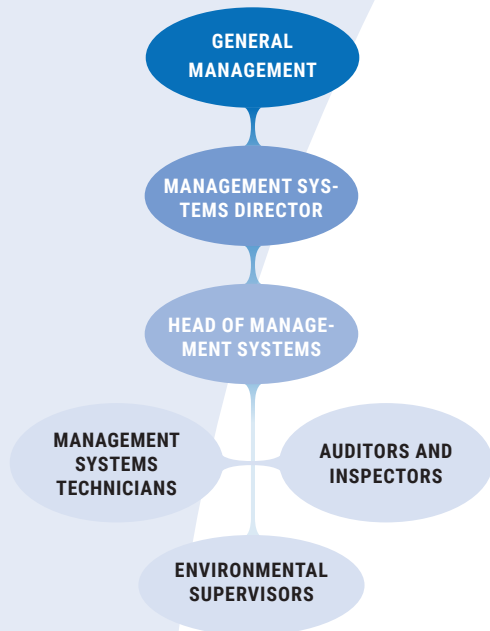 GENERAL
MANAGEMENT
MANAGEMENT SYS-
TEMS DIRECTOR
HEAD OF MANAGE-
MENT SYSTEMS
MANAGEMENT
SYSTEMS
TECHNICIANS
AUDITORS AND
INSPECTORS
ENVIRONMENTAL
SUPERVISORS